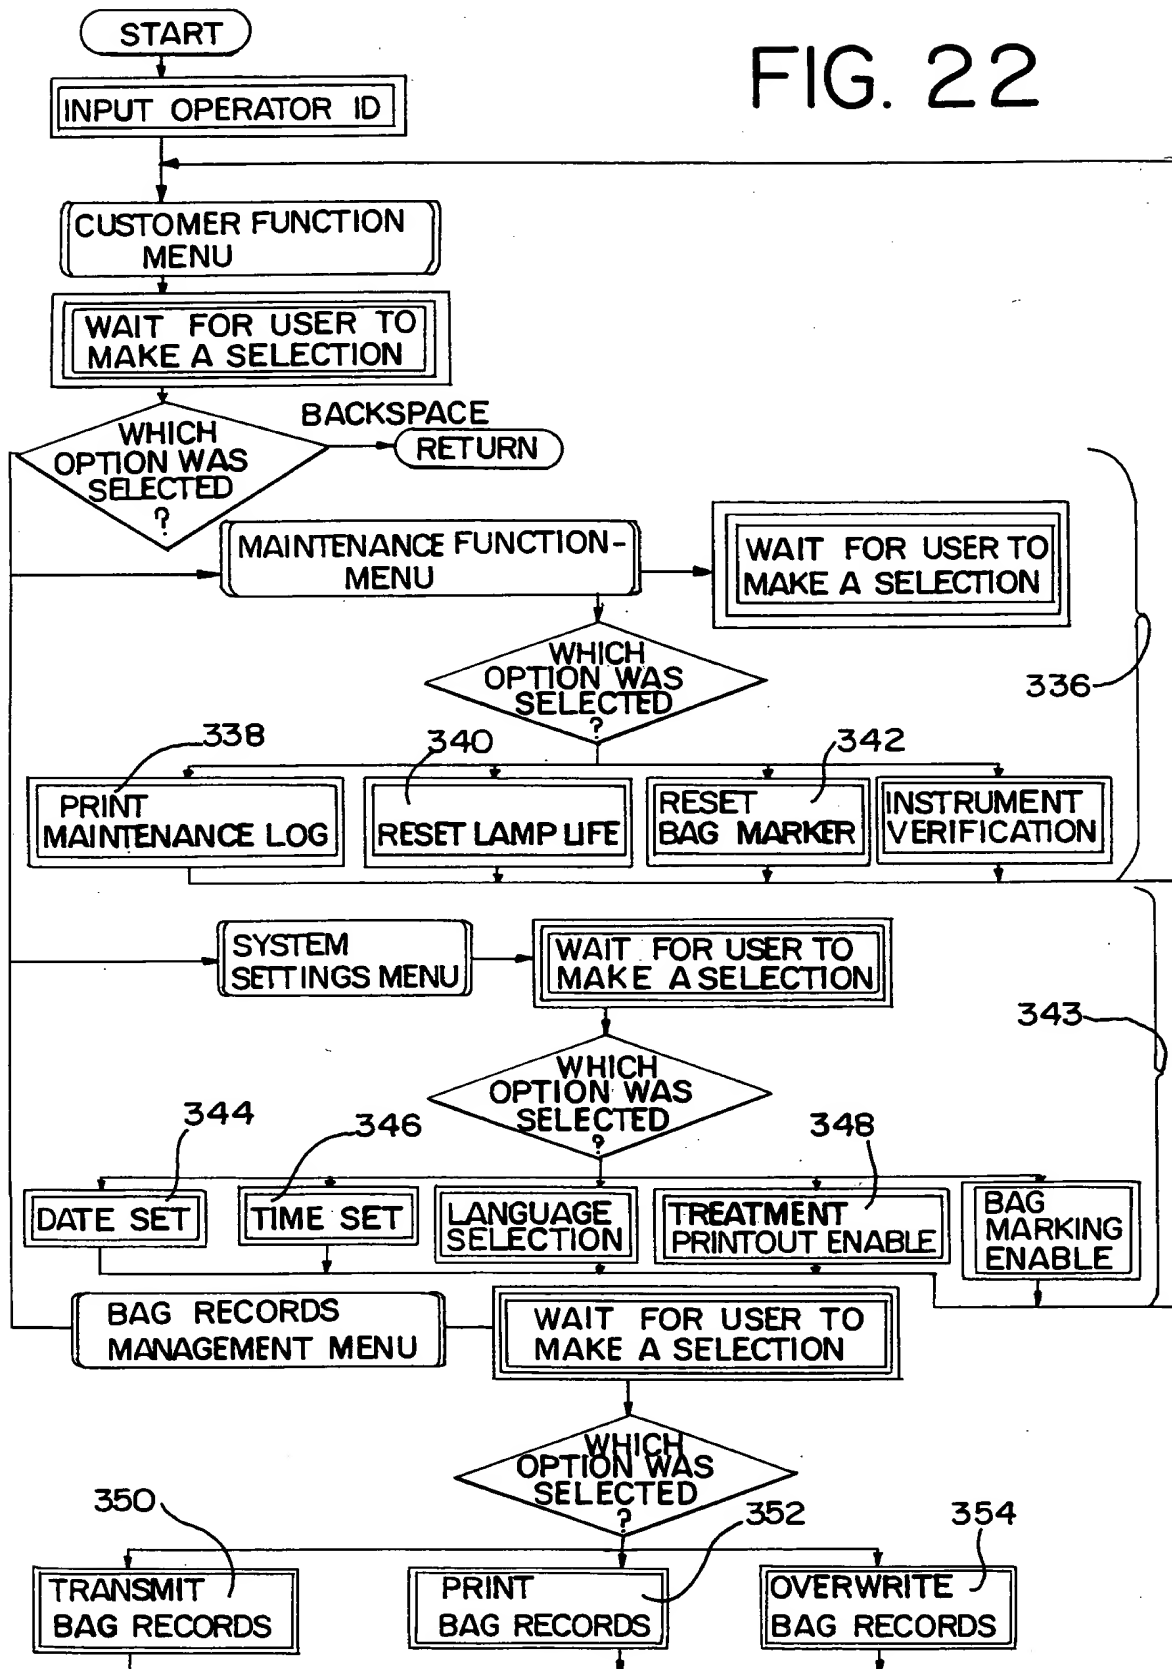 START
FIG. 22
INPUT OPERATOR ID
CUSTOMER FUNCTION
MENU
WAIT FOR USER TO
MAKE A SELECTION
BACKSPACE
WHICH
OPTION WAS
SELECTED
?
RETURN
MAINTENANCE FUNCTION-
MENU
WAIT FOR USER TO
MAKE A SELECTION
WHICH
OPTION WAS
SELECTED
?
336
338
340
342
PRINT
MAINTENANCE LOG
RESET LAMP LIFE
RESET
BAG MARKER
INSTRUMENT
VERIFICATION
SYSTEM
SETTINGS MENU
WAIT FOR USER TO
MAKE A SELECTION
343
WHICH
OPTION WAS
SELECTED
?
344
346
348
DATE SET
TIME SET
LANGUAGE
SELECTION
TREATMENT
PRINTOUT ENABLE
BAG
MARKING
ENABLE
BAG RECORDS
MANAGEMENT MENU
WAIT FOR USER TO
MAKE A SELECTION
WHICH
OPTION WAS
SELECTED
?
350
352
354
TRANSMIT
BAG RECORDS
PRINT
BAG RECORDS
OVERWRITE
BAG RECORDS